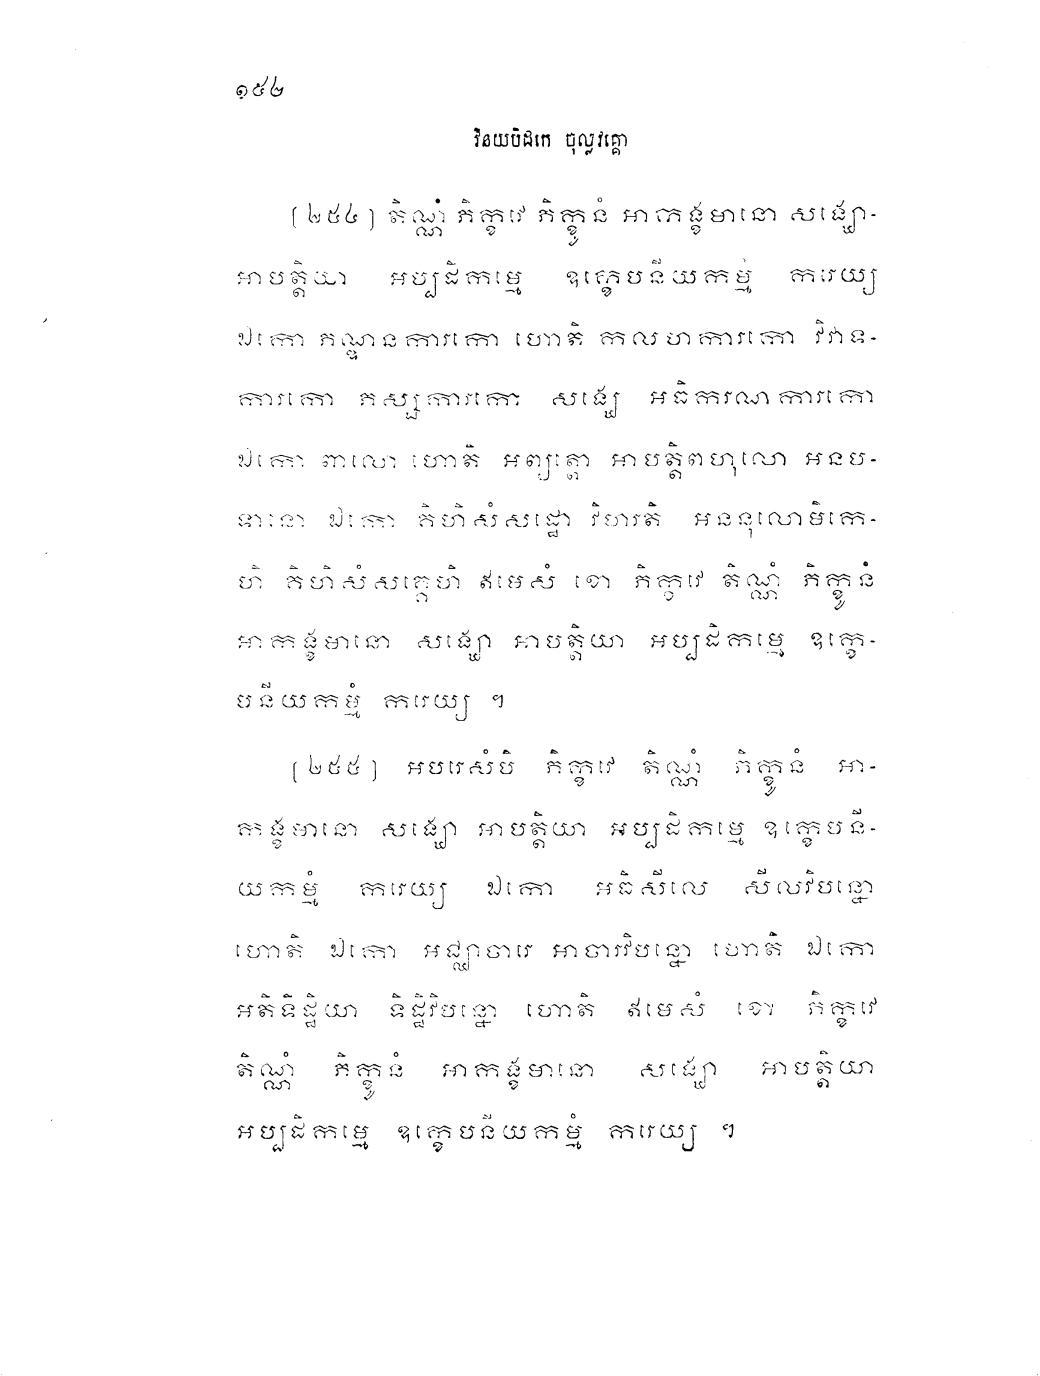 ១៥៤
វិនយបិដកេ ចុល្លវគ្គោ
(២៥៤) តិណ្ណំ ភិក្ខវេ ភិក្ខូនំ អាកង្ខមានោ សង្ឃោ-
អាបត្តិយា អប្បដិកម្មេ ឧក្ខេបនីយកម្មំ ករេយ្យ
ឯកោ ភណ្ឌនការកោ ហោតិ កលហការកោ វិវាទ-
ការកោ ភស្សការកោ សង្ឃេ អធិករណការកោ
ឯកោ ពាលោ ហោតិ អព្យត្តោ អាបត្តិពហុលោ អនប-
ទានោ ឯកោ គិហិសំសដ្ឋោ វិហរតិ អននុលោមិកេ-
ហិ គិហិសំសគ្គេហិ ឥមេសំ ខោ ភិក្ខវេ តិណ្ណំ ភិក្ខូនំ
អាកង្ខមានោ សង្ឃោ អាបត្តិយា អប្បដិកម្មេ ឧក្ខេ-
បនីយកម្មំ ករេយ្យ ។
(២៥៥) អបរេសំបិ ភិក្ខវេ តិណ្ណំ ភិក្ខូនំ អា-
កង្ខមានោ សង្ឃោ អាបត្តិយា អប្បដិកម្មេ ឧក្ខេបនី-
យកម្មំ ករេយ្យ ឯកោ អធិសីលេ សីលវិបន្នោ
ហោតិ ឯកោ អជ្ឈាចារេ អាចារវិបន្នោ ហោតិ ឯកោ
អតិទិដ្ឋិយា ទិដ្ឋិវិបន្នោ ហោតិ ឥមេសំ ខោ ភិក្ខវេ
តិណ្ណំ ភិក្ខូនំ អាកង្ខមានោ សង្ឃោ អាបត្តិយា
អប្បដិកម្មេ ឧក្ខេបនីយកម្មំ ករេយ្យ ។